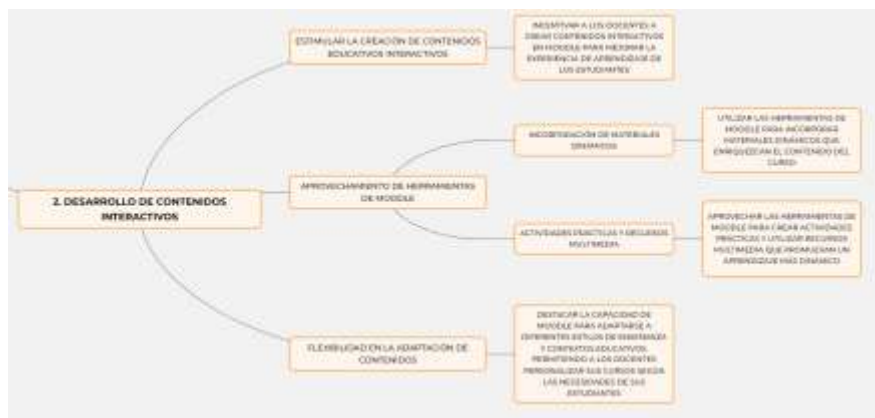 ESTIMULAR LA CREACIÓN DE CONTENIDOS
EDUCATIVOS INTERACTIVOS
INCENTIVAR A LOS DOCENTES A
CREAR CONTENIDOS INTERACTIVOS
EN MOODLE PARA MEJORAR LA
EXPERIENCIA DE APRENDIZAJE DE
LOS ESTUDIANTES
INCORPORACIÓN DE MATERIALES
DINÁMICOS
UTILIZAR LAS HERRAMIENTAS DE
MOODLE PARA INCORPORAR
MATERIALES DINÁMICOS QUE
ENRIQUEZCAN EL CONTENIDO DEL
CURSO
2. DESARROLLO DE CONTENIDOS
INTERACTIVOS
APROVECHAMIENTO DE HERRAMIENTAS
DE MOODLE
ACTIVIDADES PRÁCTICAS Y RECURSOS
MULTIMEDIA
APROVECHAR LAS HERRAMIENTAS DE
MOODLE PARA CREAR ACTIVIDADES
PRÁCTICAS Y UTILIZAR RECURSOS
MULTIMEDIA QUE PROMUEVAN UN
APRENDIZAJE MÁS DINÁMICO
FLEXIBILIDAD EN LA ADAPTACIÓN DE
CONTENIDOS
DESTACAR LA CAPACIDAD DE
MOODLE PARA ADAPTARSE A
DIFERENTES ESTILOS DE ENSEÑANZA
Y CONTEXTOS EDUCATIVOS,
PERMITIENDO A LOS DOCENTES
PERSONALIZAR SUS CURSOS SEGÚN
LAS NECESIDADES DE SUS
ESTUDIANTES